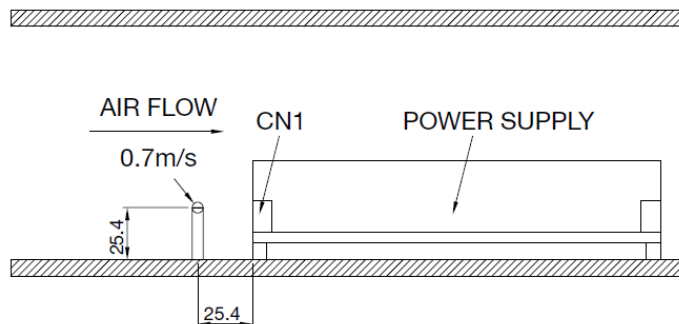 AIR FLOW
CN1
POWER SUPPLY
0.7m/s
25.4
25.4